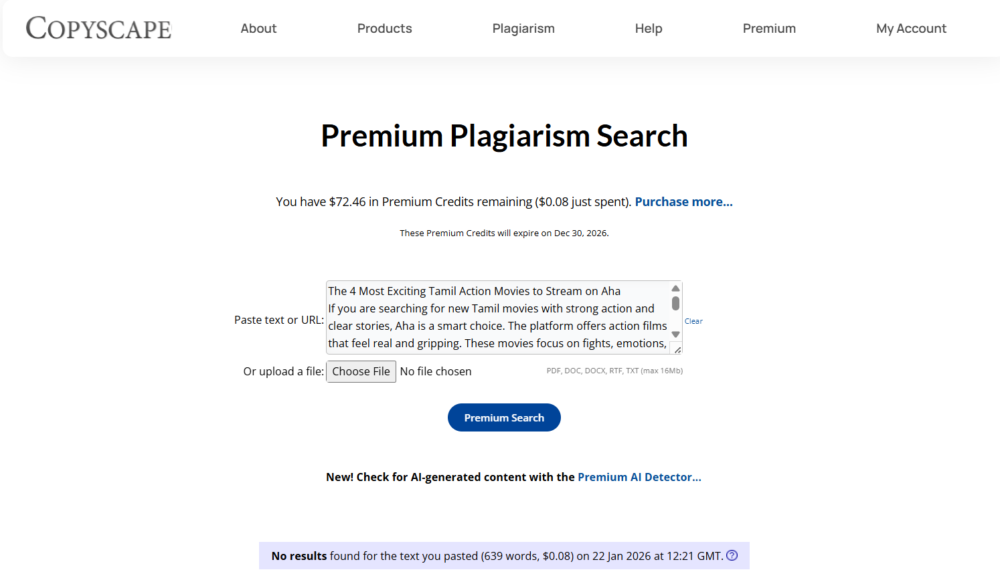 COPYSCAPE
About
Products
Plagiarism
Help
Premium
My Account
Premium Plagiarism Search
You have $72.46 in Premium Credits remaining ($0.08 just spent). Purchase more...
These Premium Credits will expire on Dec 30, 2026.
Paste text or URL:
The 4 Most Exciting Tamil Action Movies to Stream on Aha
If you are searching for new Tamil movies with strong action and
clear stories, Aha is a smart choice. The platform offers action films
that feel real and gripping. These movies focus on fights, emotions,
Clear
Or upload a file:
Choose File No file chosen
PDF, DOC, DOCX, RTF, TXT (max 16Mb)
Premium Search
New! Check for AI-generated content with the Premium AI Detector...
No results found for the text you pasted (639 words, $0.08) on 22 Jan 2026 at 12:21 GMT. ?